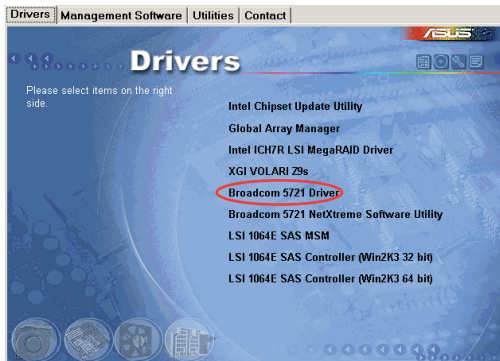 Drivers Management Software Utilities Contact
ASUS
Drivers
Please select items on the right
side.
Intel Chipset Update Utility
Global Array Manager
Intel ICH7R LSI MegaRAID Driver
XGI VOLARI Z9s
Broadcom 5721 Driver
Broadcom 5721 NetXtreme Software Utility
LSI 1064E SAS MSM
LSI 1064E SAS Controller (Win2K3 32 bit)
LSI 1064E SAS Controller (Win2K3 64 bit)